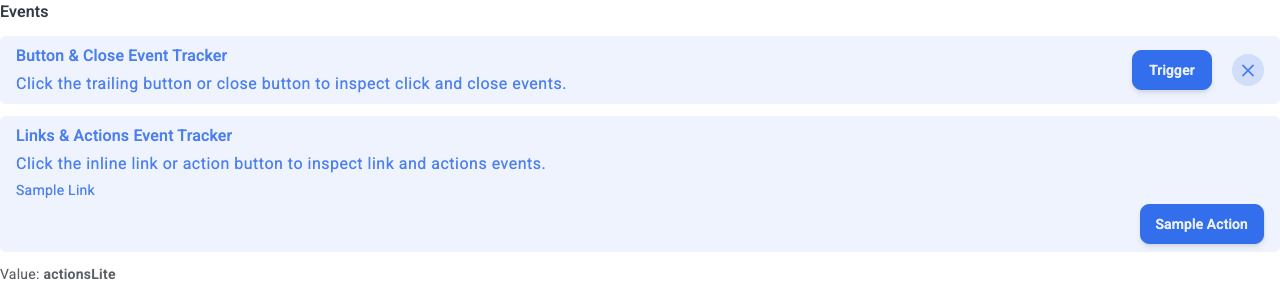 Events
Button & Close Event Tracker
Click the trailing button or close button to inspect click and close events.
Trigger
Links & Actions Event Tracker
Click the inline link or action button to inspect link and actions events.
Sample Link
Sample Action
Value: actionsLite